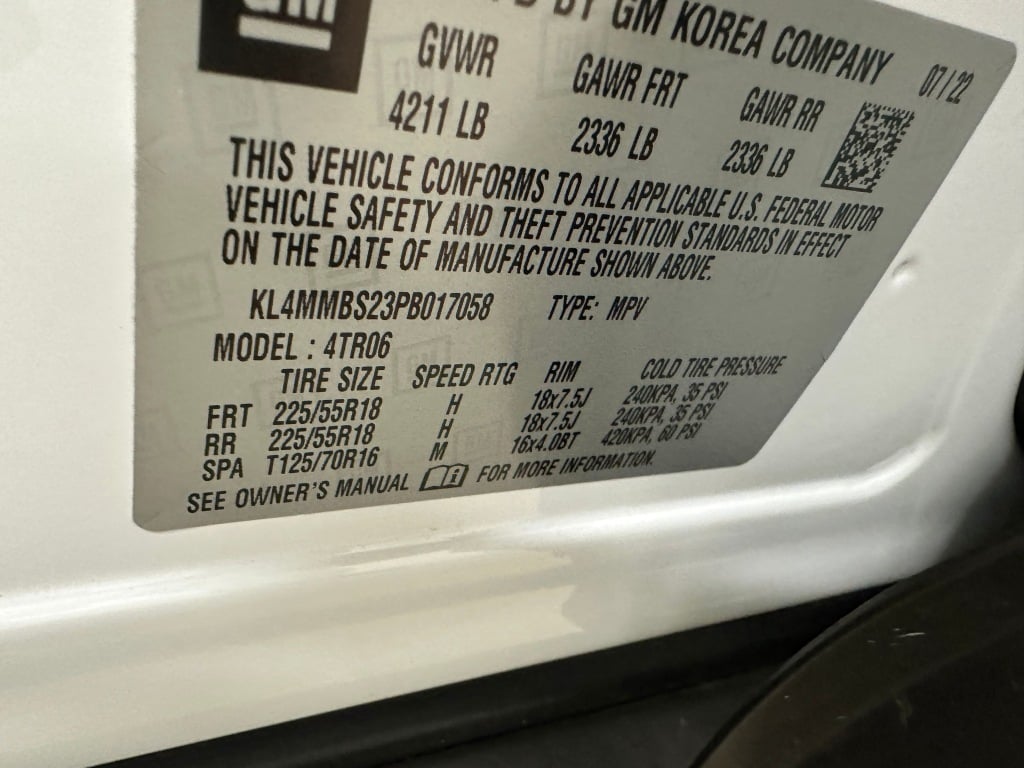 GM
BY GM KOREA COMPANY 07/22
GVWR GAWR FRT GAWR RR
4211 LB 2336 LB 2336 LB
THIS VEHICLE CONFORMS TO ALL APPLICABLE U.S. FEDERAL MOTOR
VEHICLE SAFETY AND THEFT PREVENTION STANDARDS IN EFFECT
ON THE DATE OF MANUFACTURE SHOWN ABOVE.
KL4MMBS23PB017058 TYPE: MPV
MODEL : 4TR06
TIRE SIZE SPEED RTG RIM COLD TIRE PRESSURE
FRT 225/55R18 H 18x7.5J 240KPA, 35 PSI
RR 225/55R18 H 18x7.5J 240KPA, 35 PSI
SPA T125/70R16 M 16x4.0BT 420KPA, 60 PSI
SEE OWNER'S MANUAL FOR MORE INFORMATION.